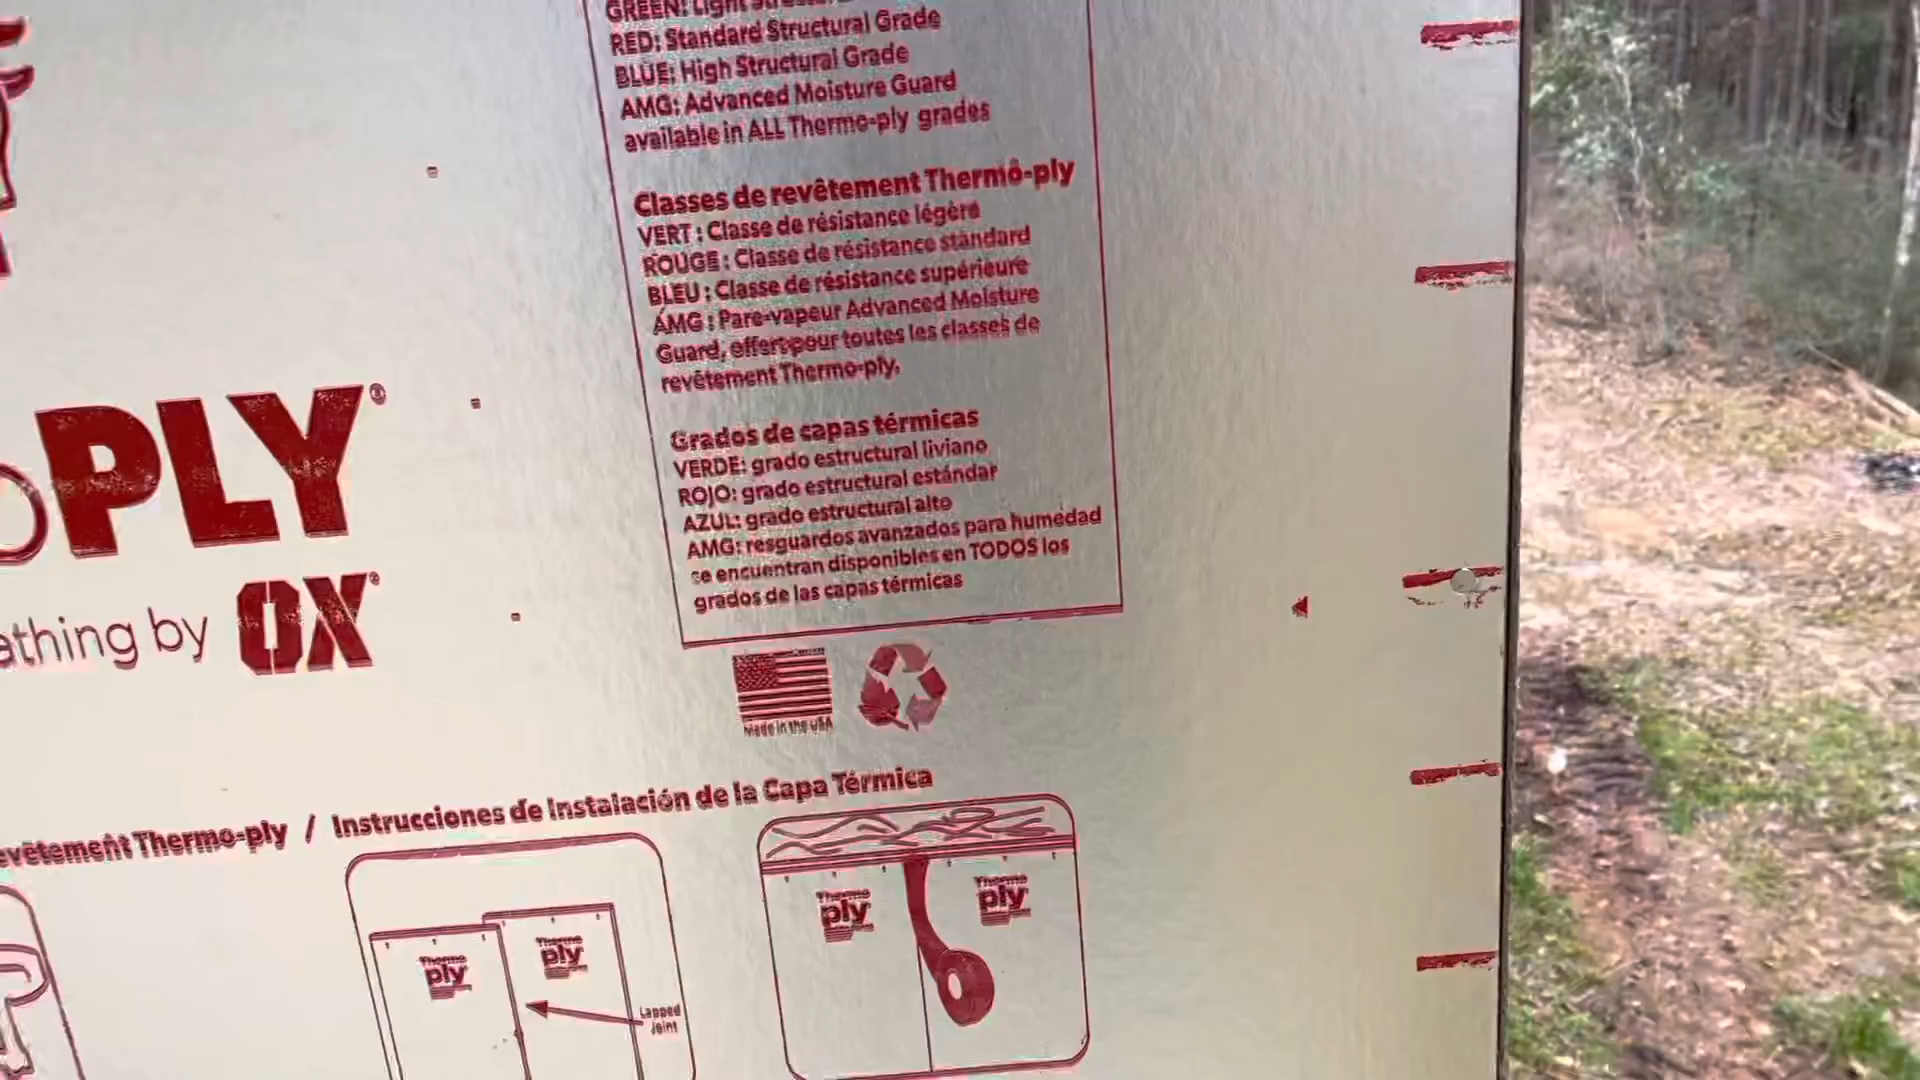 GREEN: Light
RED: Standard Structural Grade
BLUE: High Structural Grade
AMG: Advanced Moisture Guard
available in ALL Thermo-ply grades
Classes de revêtement Thermo-ply
VERT : Classe de résistance légère
ROUGE : Classe de résistance standard
BLEU : Classe de résistance supérieure
AMG : Pare-vapeur Advanced Moisture
Guard, offert pour toutes les classes de
revêtement Thermo-ply.
Grados de capas térmicas
VERDE: grado estructural liviano
ROJO: grado estructural estándar
AZUL: grado estructural alto
AMG: resguardos avanzados para humedad
se encuentran disponibles en TODOS los
grados de las capas térmicas
Made in the USA
OPLY®
athing by OX®
evêtement Thermo-ply / Instrucciones de Instalación de la Capa Térmica
Thermo
ply
Thermo
ply
Lapped
Joint
Thermo
ply
Thermo
ply